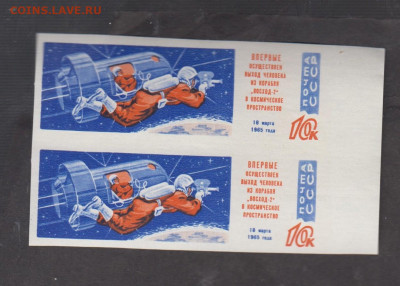 COINS.LAVE.RU
ВПЕРВЫЕ
ОСУЩЕСТВЛЕН
ВЫХОД ЧЕЛОВЕКА
ИЗ КОРАБЛЯ
"ВОСХОД-2"
В КОСМИЧЕСКОЕ
ПРОСТРАНСТВО
18 марта
1965 года
ПОЧТА
СССР
10к
ВПЕРВЫЕ
ОСУЩЕСТВЛЕН
ВЫХОД ЧЕЛОВЕКА
ИЗ КОРАБЛЯ
"ВОСХОД-2"
В КОСМИЧЕСКОЕ
ПРОСТРАНСТВО
18 марта
1965 года
ПОЧТА
СССР
10к